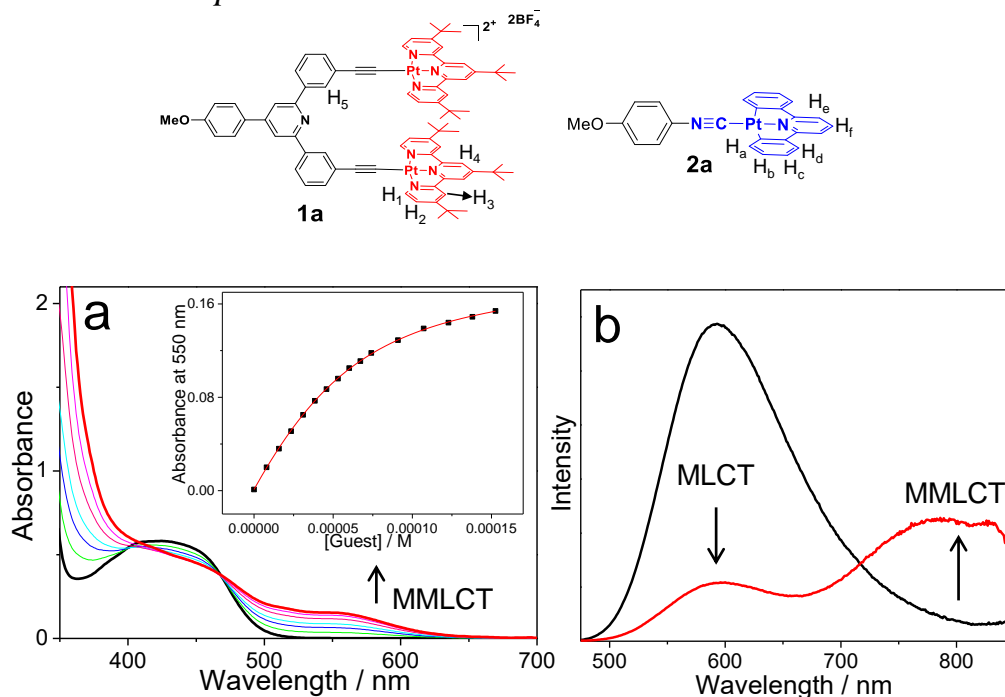 2+ 2BF4−
N
Pt N
N
H5
MeO N
N
Pt N
N
H4
H1
H2
H3
1a
MeO N≡C Pt N
He
Hf
Ha
Hb
Hc
Hd
2a
a
Absorbance
2
1
0
400 500 600 700
Wavelength / nm
MMLCT
Absorbance at 550 nm
0.16
0.08
0.00
0.00000 0.00005 0.00010 0.00015
[Guest] / M
b
Intensity
MLCT
MMLCT
500 600 700 800
Wavelength / nm